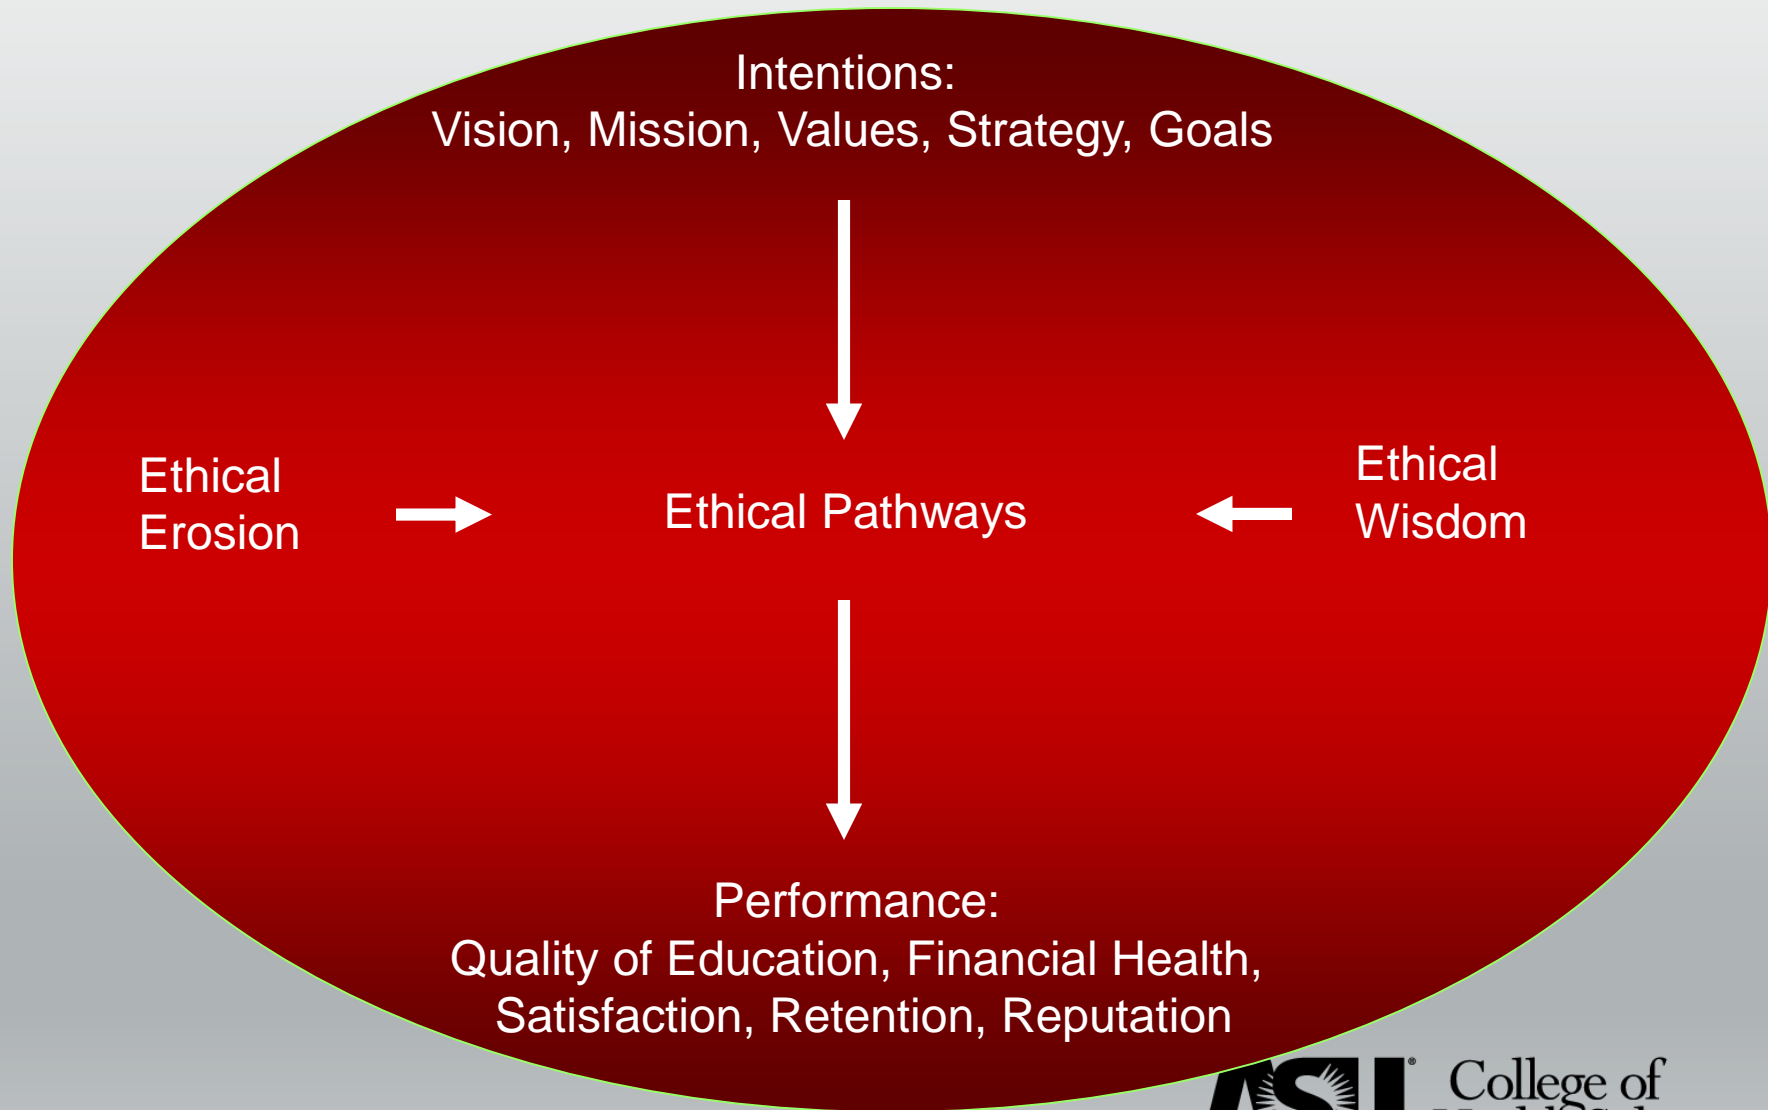 Intentions:
Vision, Mission, Values, Strategy, Goals
Ethical
Erosion
Ethical Pathways
Ethical
Wisdom
Performance:
Quality of Education, Financial Health,
Satisfaction, Retention, Reputation
ASU®
College of